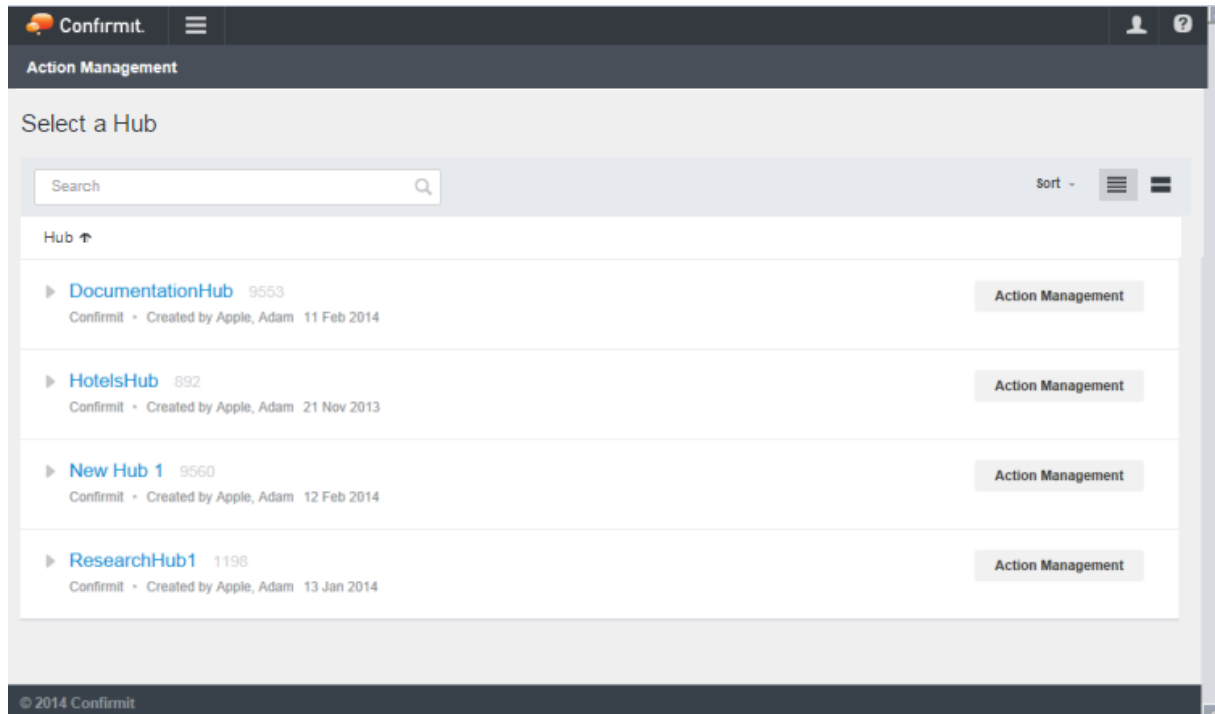 Confirmit.
Action Management
Select a Hub
Search
Sort
Hub
DocumentationHub 9553
Action Management
Confirmit • Created by Apple, Adam 11 Feb 2014
HotelsHub 892
Action Management
Confirmit • Created by Apple, Adam 21 Nov 2013
New Hub 1 9560
Action Management
Confirmit • Created by Apple, Adam 12 Feb 2014
ResearchHub1 1198
Action Management
Confirmit • Created by Apple, Adam 13 Jan 2014
© 2014 Confirmit